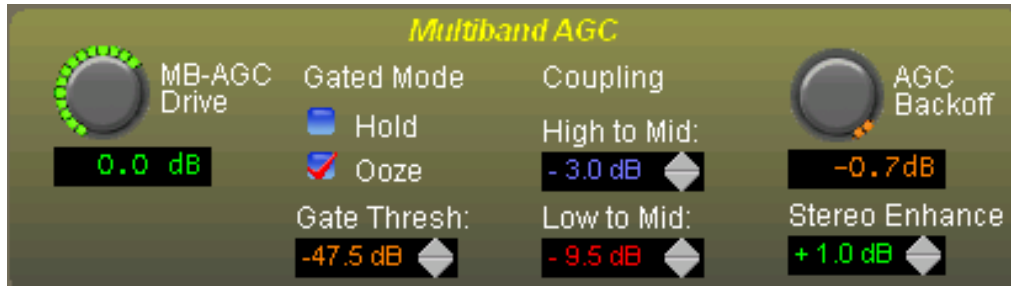 Multiband AGC
MB-AGC
Drive
0.0 dB
Gated Mode
Hold
Ooze
Gate Thresh:
-47.5 dB
Coupling
High to Mid:
- 3.0 dB
Low to Mid:
- 9.5 dB
AGC
Backoff
-0.7dB
Stereo Enhance
+ 1.0 dB